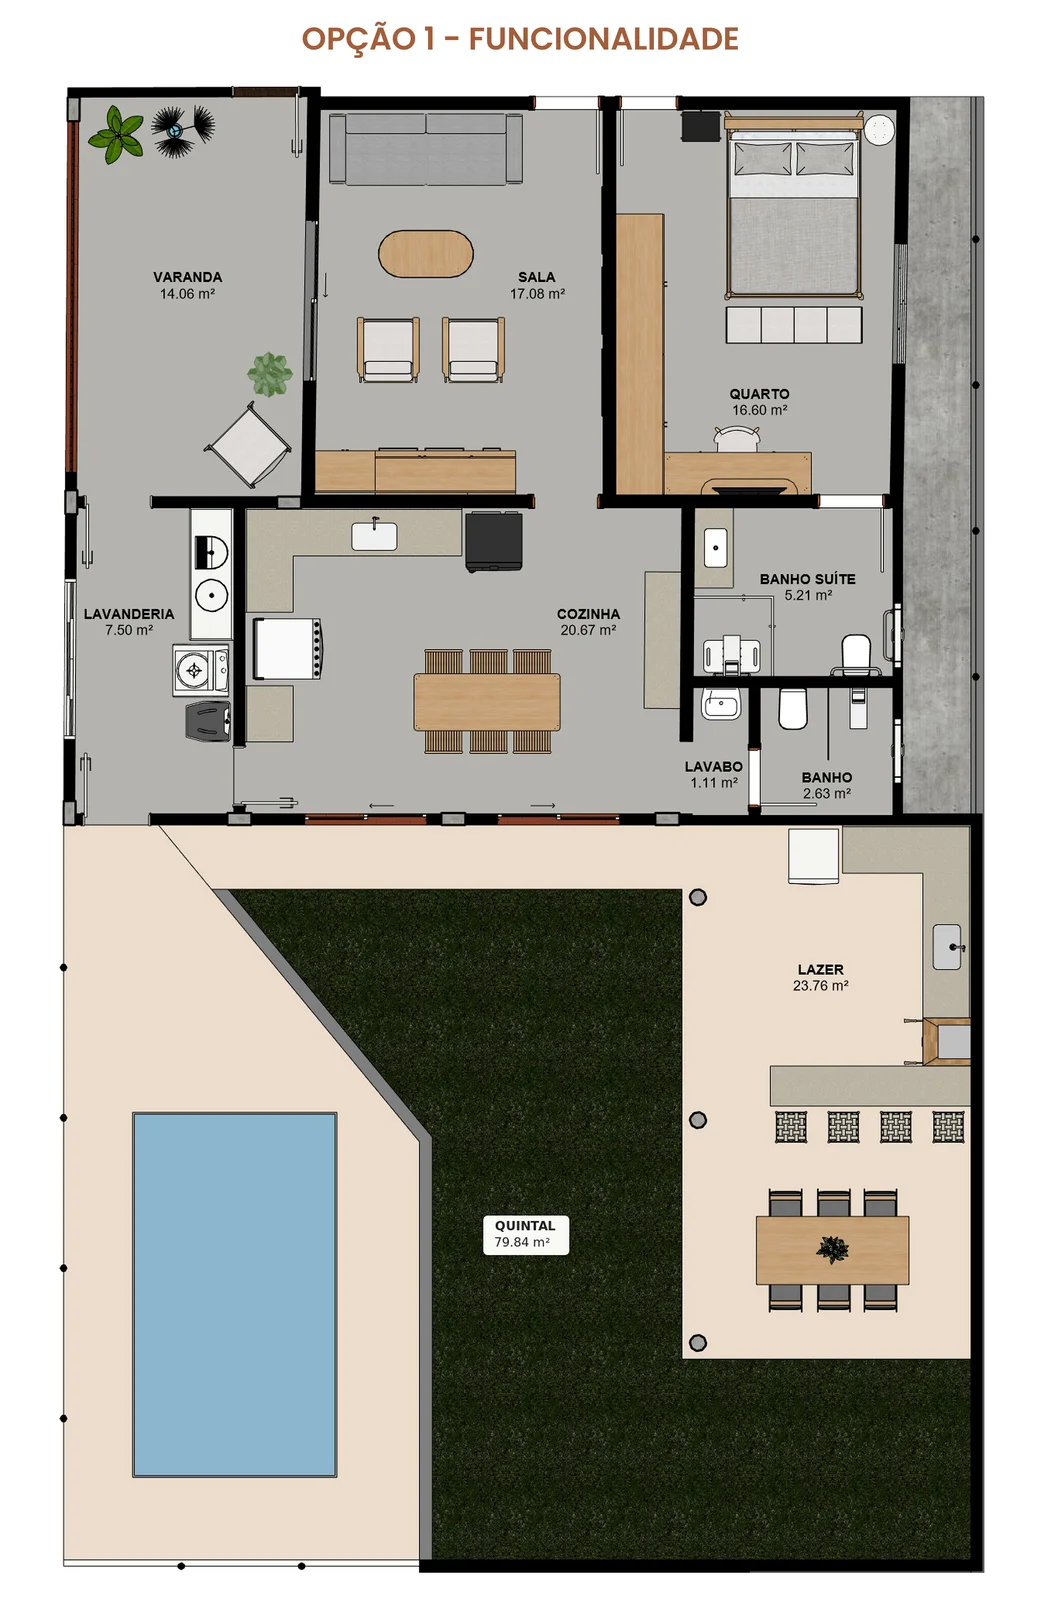 OPÇÃO 1 - FUNCIONALIDADE
VARANDA
14.06 m²
SALA
17.08 m²
QUARTO
16.60 m²
LAVANDERIA
7.50 m²
COZINHA
20.67 m²
BANHO SUÍTE
5.21 m²
LAVABO
1.11 m²
BANHO
2.63 m²
LAZER
23.76 m²
QUINTAL
79.84 m²